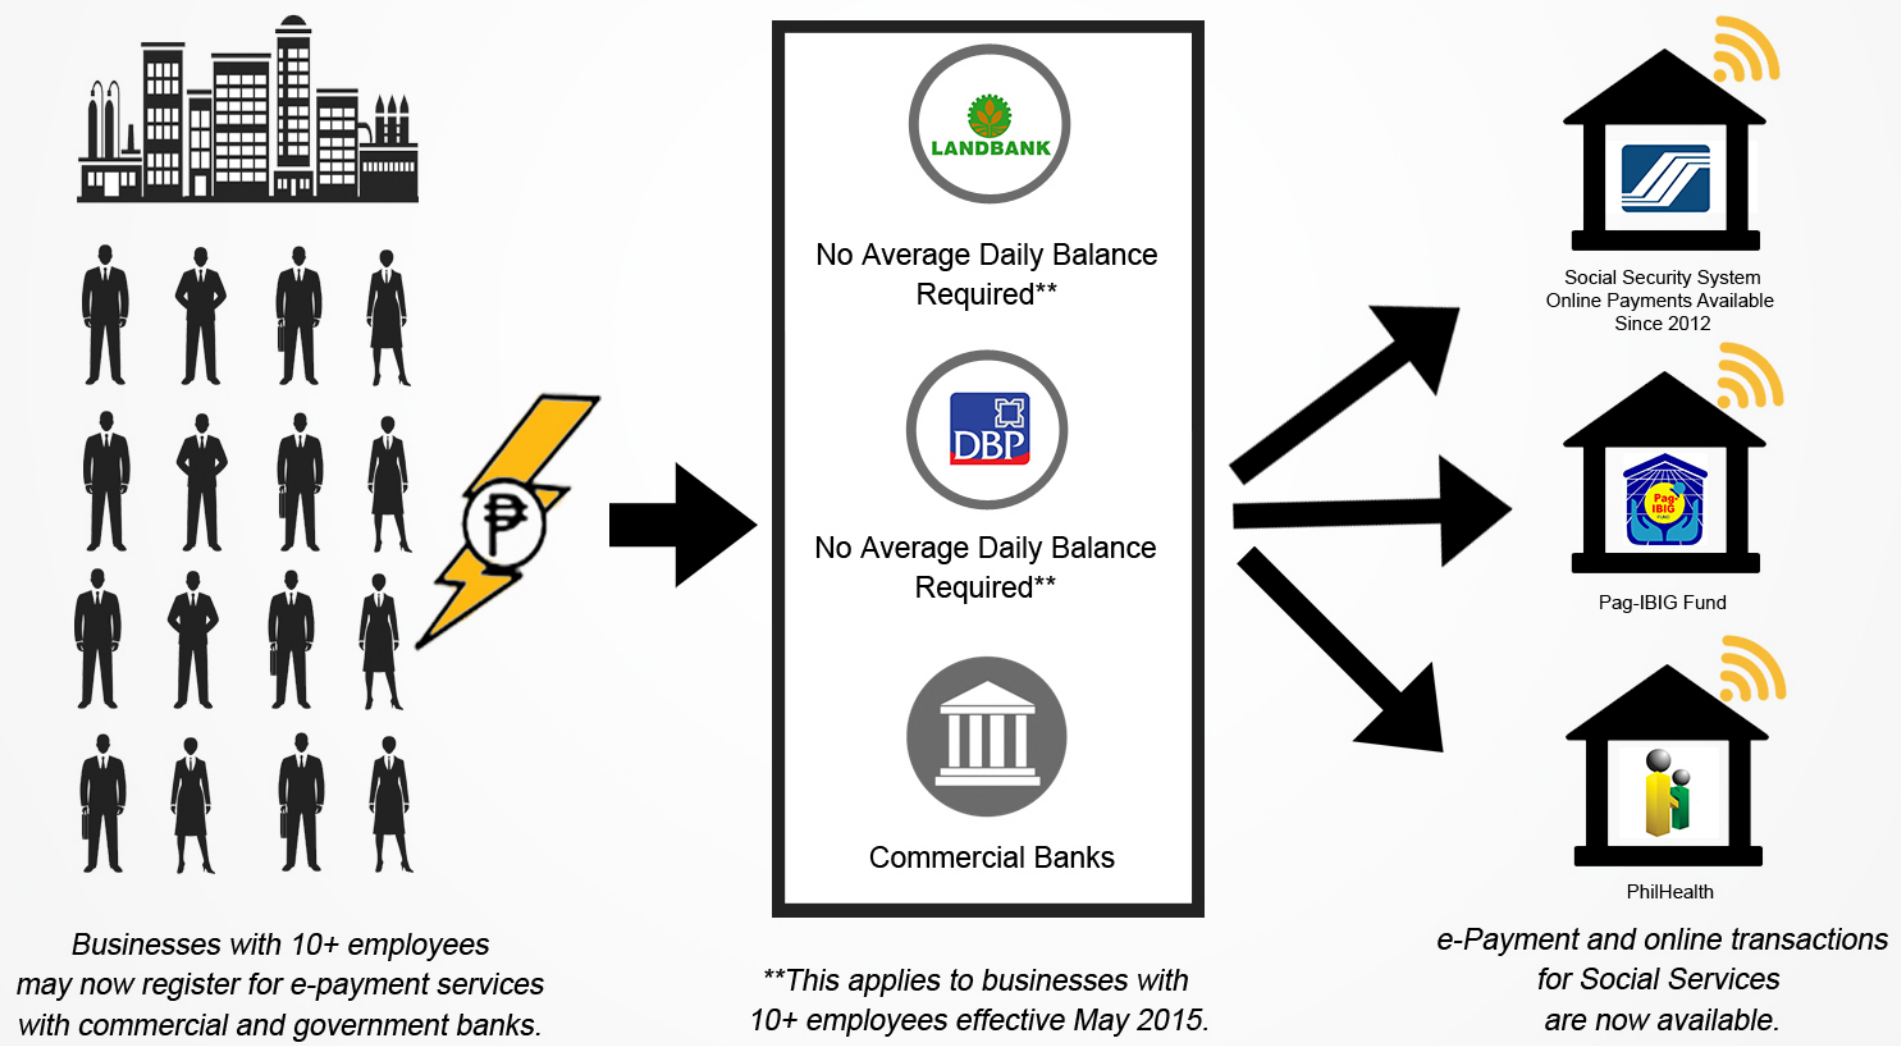 LANDBANK
No Average Daily Balance
Required**
DBP
No Average Daily Balance
Required**
Commercial Banks
Social Security System
Online Payments Available
Since 2012
Pag-
IBIG
FUND
Pag-IBIG Fund
PhilHealth
Businesses with 10+ employees
may now register for e-payment services
with commercial and government banks.
**This applies to businesses with
10+ employees effective May 2015.
e-Payment and online transactions
for Social Services
are now available.